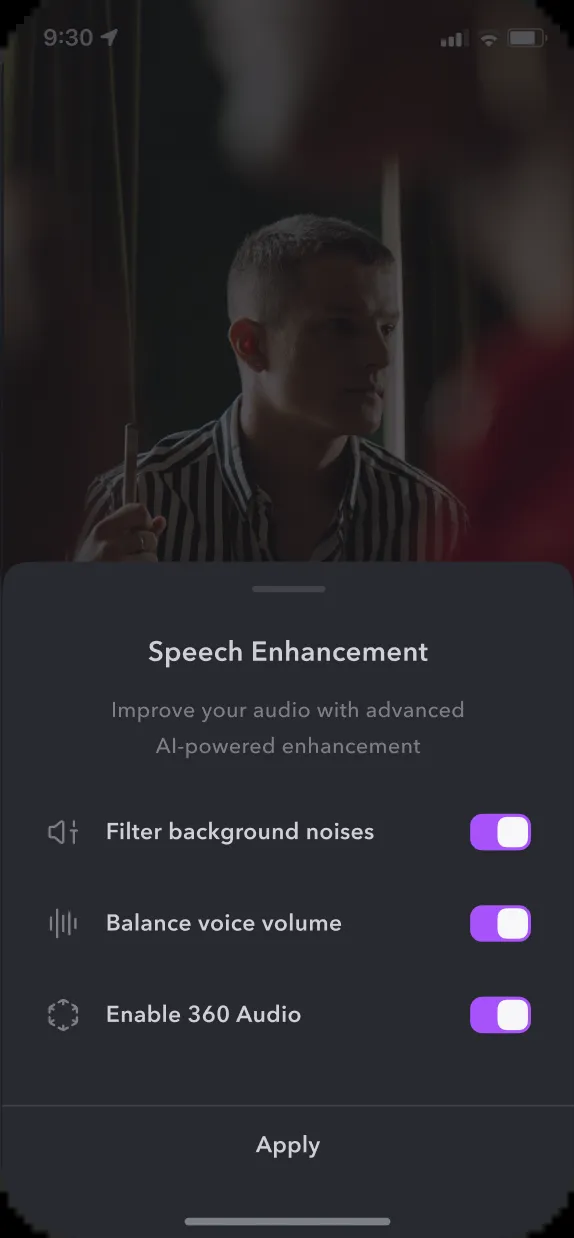 9:30
Speech Enhancement
Improve your audio with advanced
AI-powered enhancement
Filter background noises
Balance voice volume
Enable 360 Audio
Apply